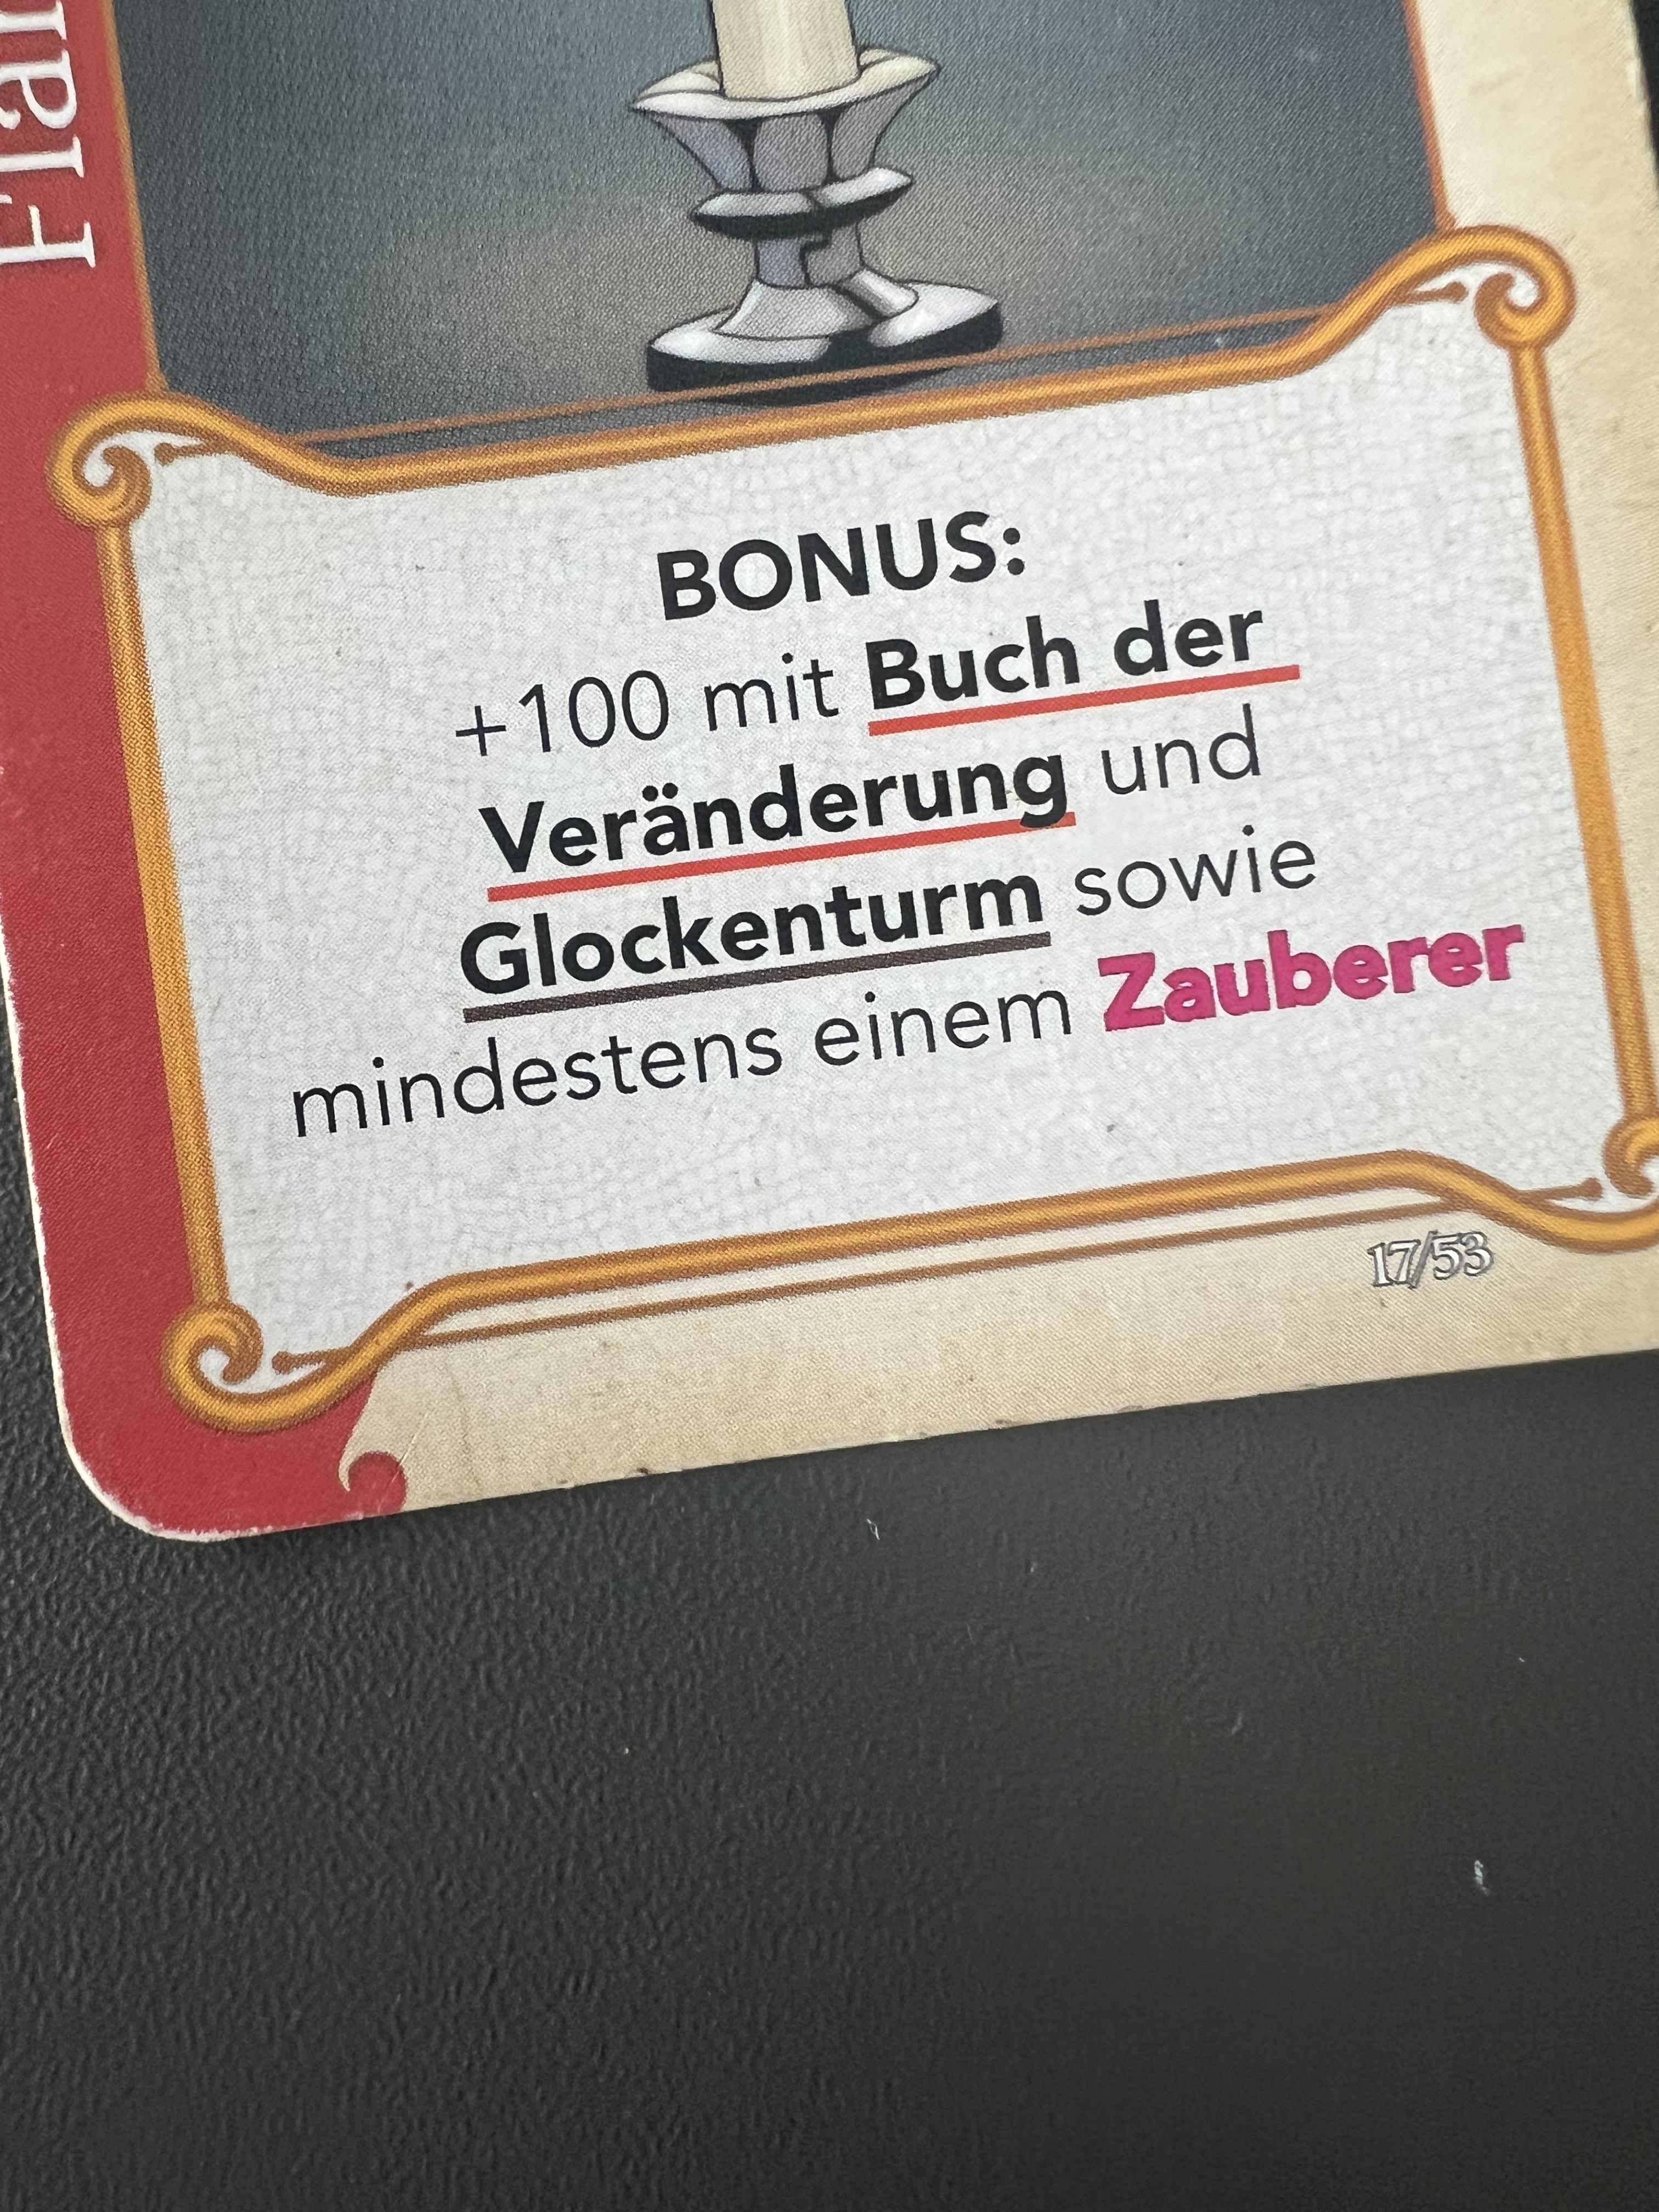 BONUS:
+100 mit Buch der
Veränderung und
Glockenturm sowie
mindestens einem Zauberer
17/53